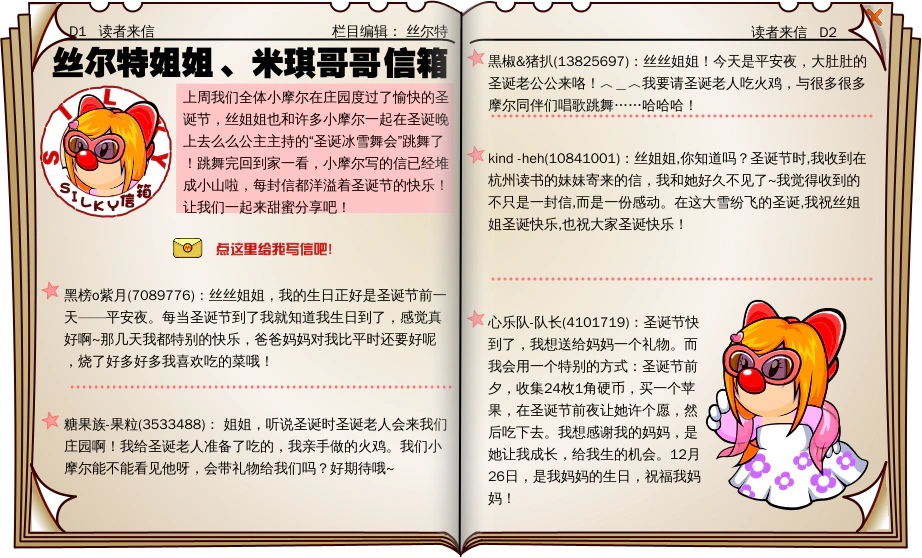 D1 读者来信
栏目编辑： 丝尔特
丝尔特姐姐、米琪哥哥信箱
SILKY
SILKY信箱
上周我们全体小摩尔在庄园度过了愉快的圣
诞节，丝姐姐也和许多小摩尔一起在圣诞晚
上去么么公主主持的“圣诞冰雪舞会”跳舞了
！跳舞完回到家一看，小摩尔写的信已经堆
成小山啦，每封信都洋溢着圣诞节的快乐！
让我们一起来甜蜜分享吧！
点这里给我写信吧!
黑榜o紫月(7089776)：丝丝姐姐，我的生日正好是圣诞节前一
天——平安夜。每当圣诞节到了我就知道我生日到了，感觉真
好啊~那几天我都特别的快乐，爸爸妈妈对我比平时还要好呢
，烧了好多好多我喜欢吃的菜哦！
糖果族-果粒(3533488)： 姐姐，听说圣诞时圣诞老人会来我们
庄园啊！我给圣诞老人准备了吃的，我亲手做的火鸡。我们小
摩尔能不能看见他呀，会带礼物给我们吗？好期待哦~
读者来信 D2
黑椒&猪扒(13825697)：丝丝姐姐！今天是平安夜，大肚肚的
圣诞老公公来咯！︿＿︿我要请圣诞老人吃火鸡，与很多很多
摩尔同伴们唱歌跳舞……哈哈哈！
kind -heh(10841001)：丝姐姐,你知道吗？圣诞节时,我收到在
杭州读书的妹妹寄来的信，我和她好久不见了~我觉得收到的
不只是一封信,而是一份感动。在这大雪纷飞的圣诞,我祝丝姐
姐圣诞快乐,也祝大家圣诞快乐！
心乐队-队长(4101719)：圣诞节快
到了，我想送给妈妈一个礼物。而
我会用一个特别的方式：圣诞节前
夕，收集24枚1角硬币，买一个苹
果，在圣诞节前夜让她许个愿，然
后吃下去。我想感谢我的妈妈，是
她让我成长，给我生的机会。12月
26日，是我妈妈的生日，祝福我妈
妈！